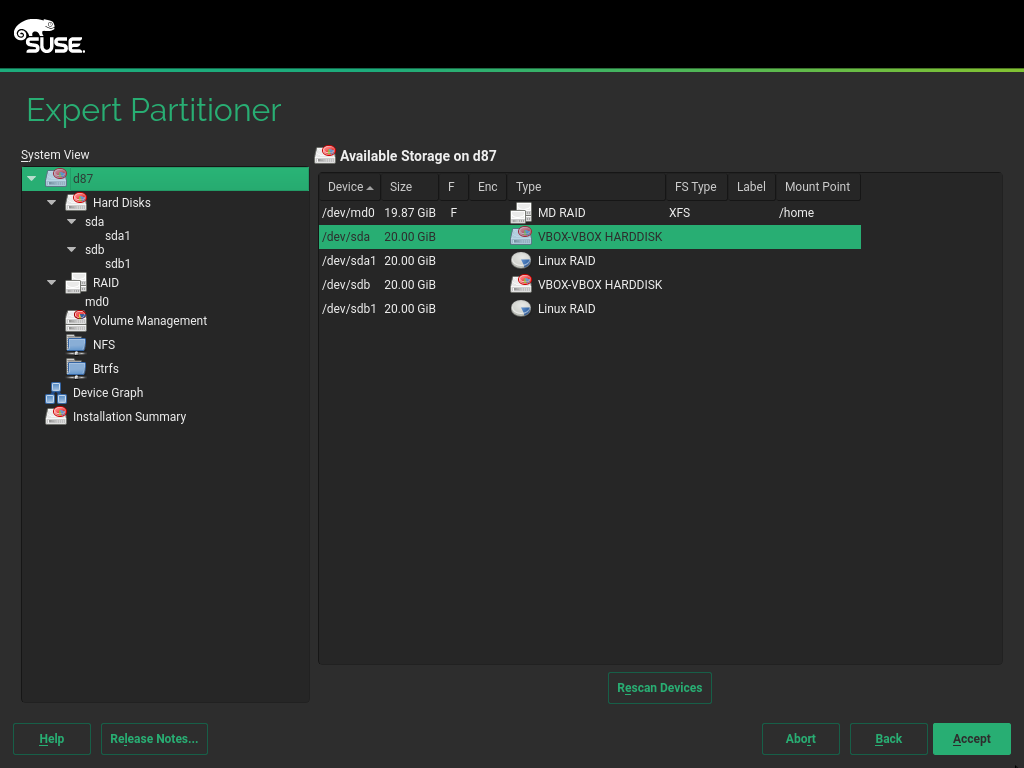 SUSE.
Expert Partitioner
System View
d87
Hard Disks
sda
sda1
sdb
sdb1
RAID
md0
Volume Management
NFS
Btrfs
Device Graph
Installation Summary
Available Storage on d87
Device Size F Enc Type FS Type Label Mount Point
/dev/md0 19.87 GiB F MD RAID XFS /home
/dev/sda 20.00 GiB VBOX-VBOX HARDDISK
/dev/sda1 20.00 GiB Linux RAID
/dev/sdb 20.00 GiB VBOX-VBOX HARDDISK
/dev/sdb1 20.00 GiB Linux RAID
Rescan Devices
Help Release Notes... Abort Back Accept